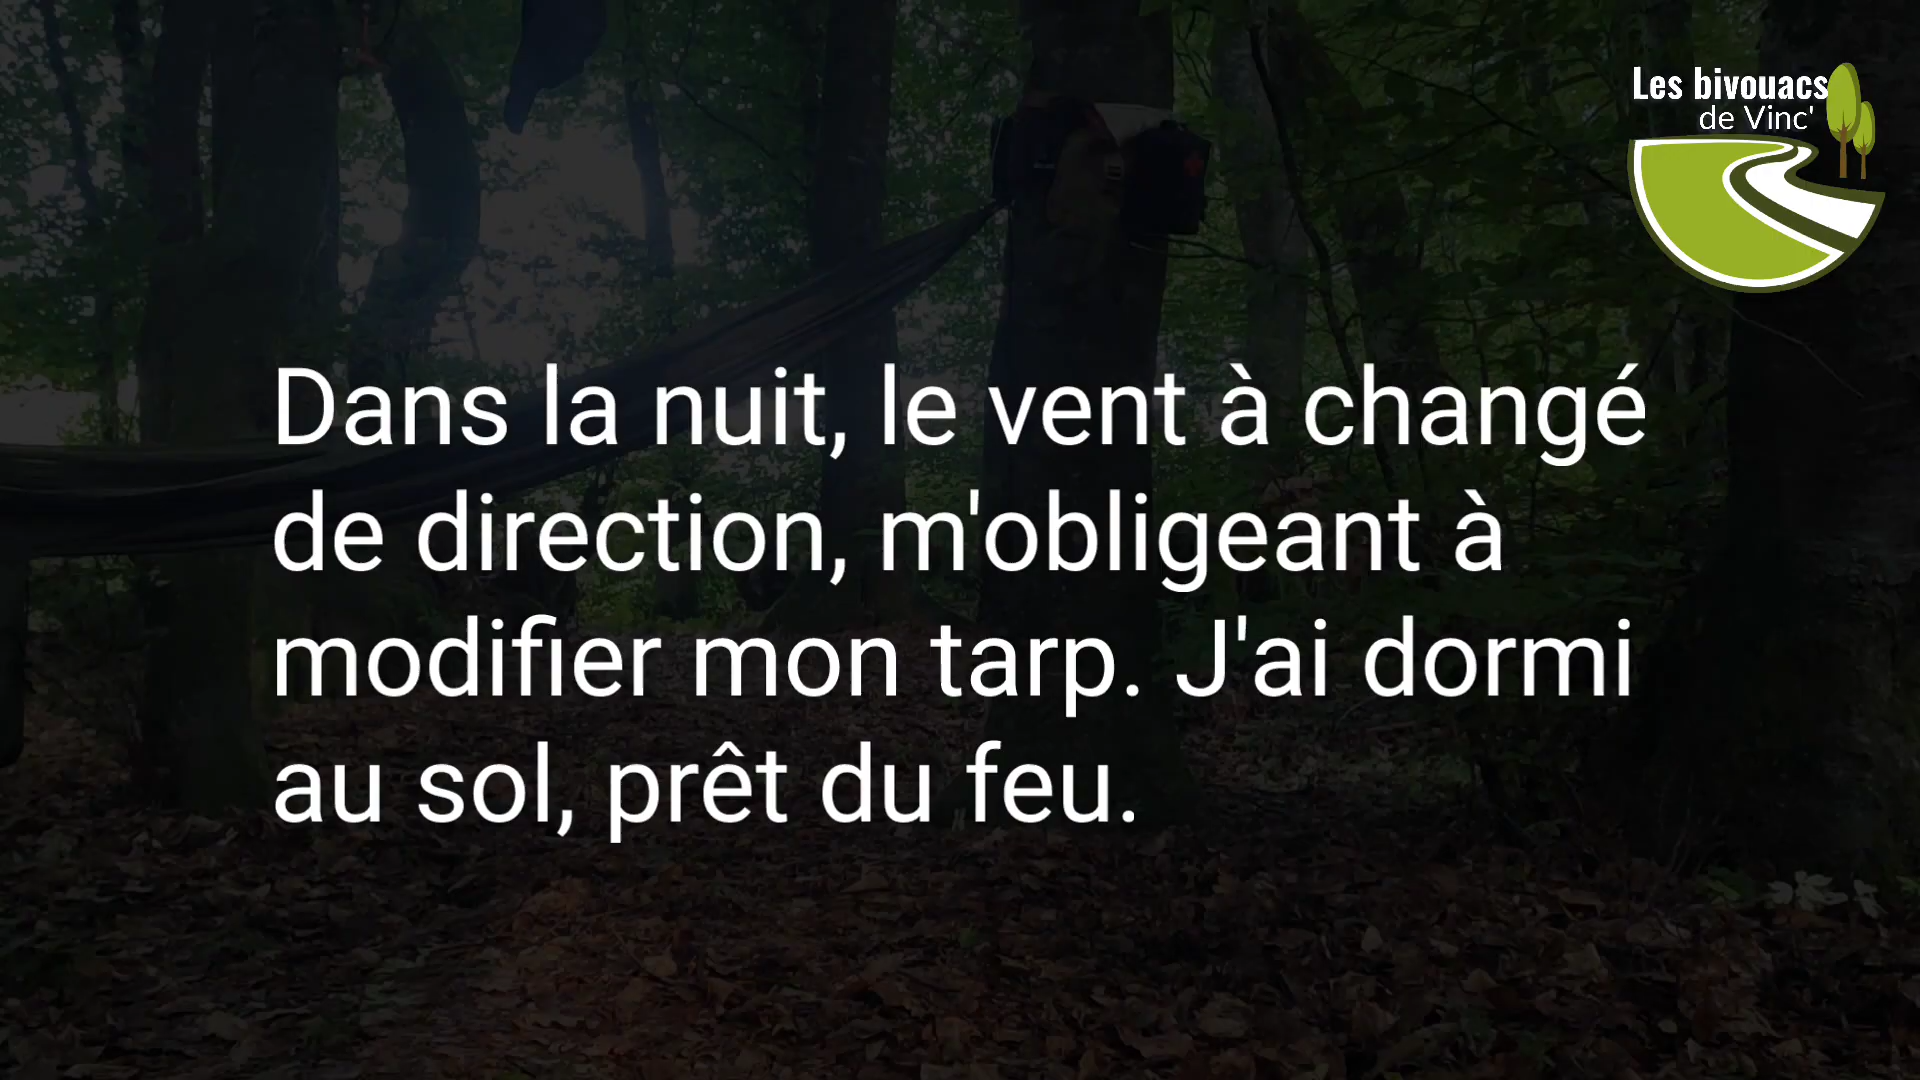 Les bivouacs
de Vinc'
Dans la nuit, le vent à changé
de direction, m'obligeant à
modifier mon tarp. J'ai dormi
au sol, prêt du feu.